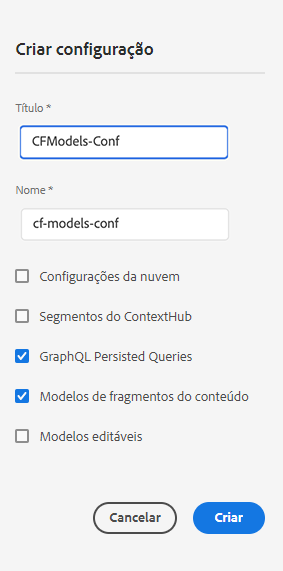 Criar configuração
Título *
CFModels-Conf
Nome *
cf-models-conf
Configurações da nuvem
Segmentos do ContextHub
GraphQL Persisted Queries
Modelos de fragmentos do conteúdo
Modelos editáveis
Cancelar Criar